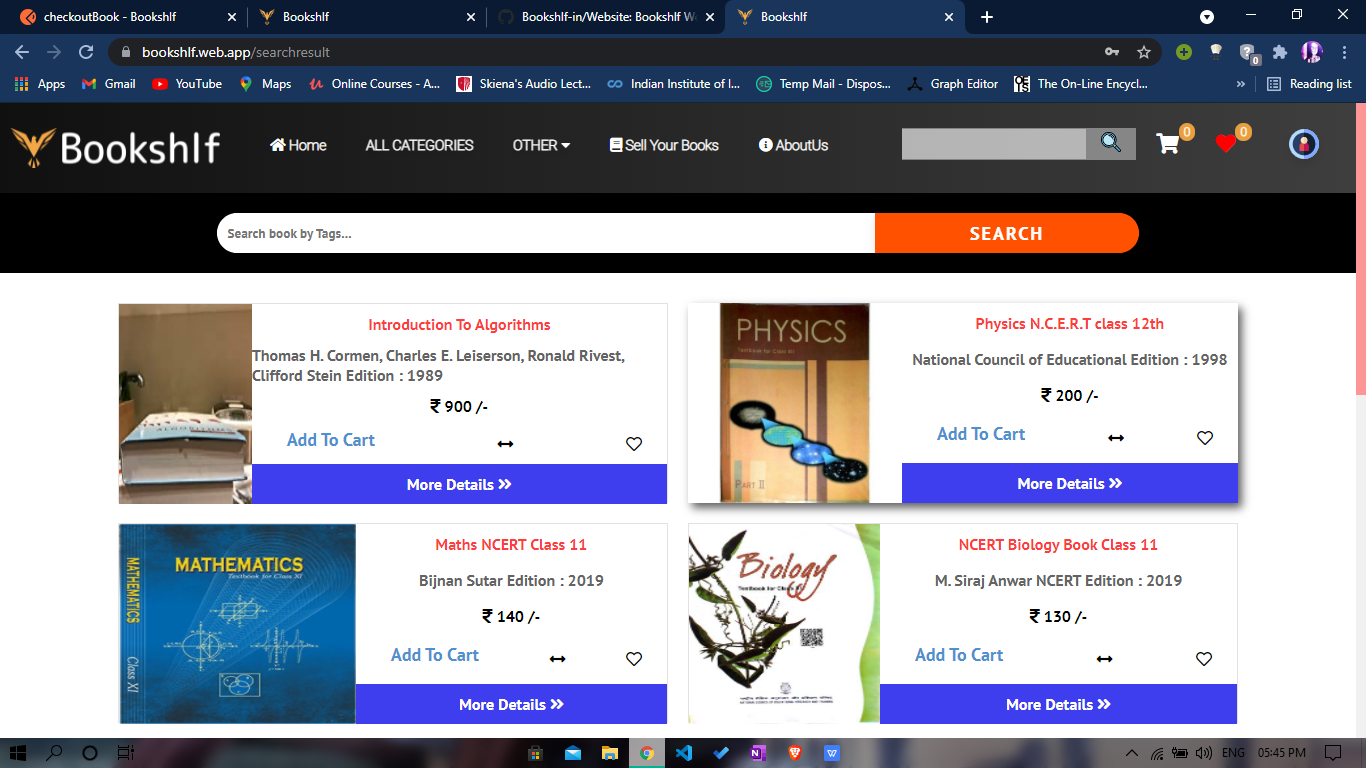 checkoutBook - Bookshlf
Bookshlf
Bookshlf-in/Website: Bookshlf W
Bookshlf
bookshlf.web.app/searchresult
0
Apps
Gmail
YouTube
Maps
Online Courses - A...
Skiena's Audio Lect...
Indian Institute of I...
Temp Mail - Dispos...
Graph Editor
The On-Line Encycl...
Reading list
Bookshlf
Home
ALL CATEGORIES
OTHER
Sell Your Books
AboutUs
0
0
Search book by Tags...
SEARCH
Introduction To Algorithms
Thomas H. Cormen, Charles E. Leiserson, Ronald Rivest,
Clifford Stein Edition : 1989
₹ 900 /-
Add To Cart
More Details »
PHYSICS
Textbook for Class XII
PART II
Physics N.C.E.R.T class 12th
National Council of Educational Edition : 1998
₹ 200 /-
Add To Cart
More Details »
MATHEMATICS
Class XI
MATHEMATICS
Textbook for Class XI
Maths NCERT Class 11
Bijnan Sutar Edition : 2019
₹ 140 /-
Add To Cart
More Details »
Biology
Textbook for Class XI
NCERT Biology Book Class 11
M. Siraj Anwar NCERT Edition : 2019
₹ 130 /-
Add To Cart
More Details »
ENG
05:45 PM